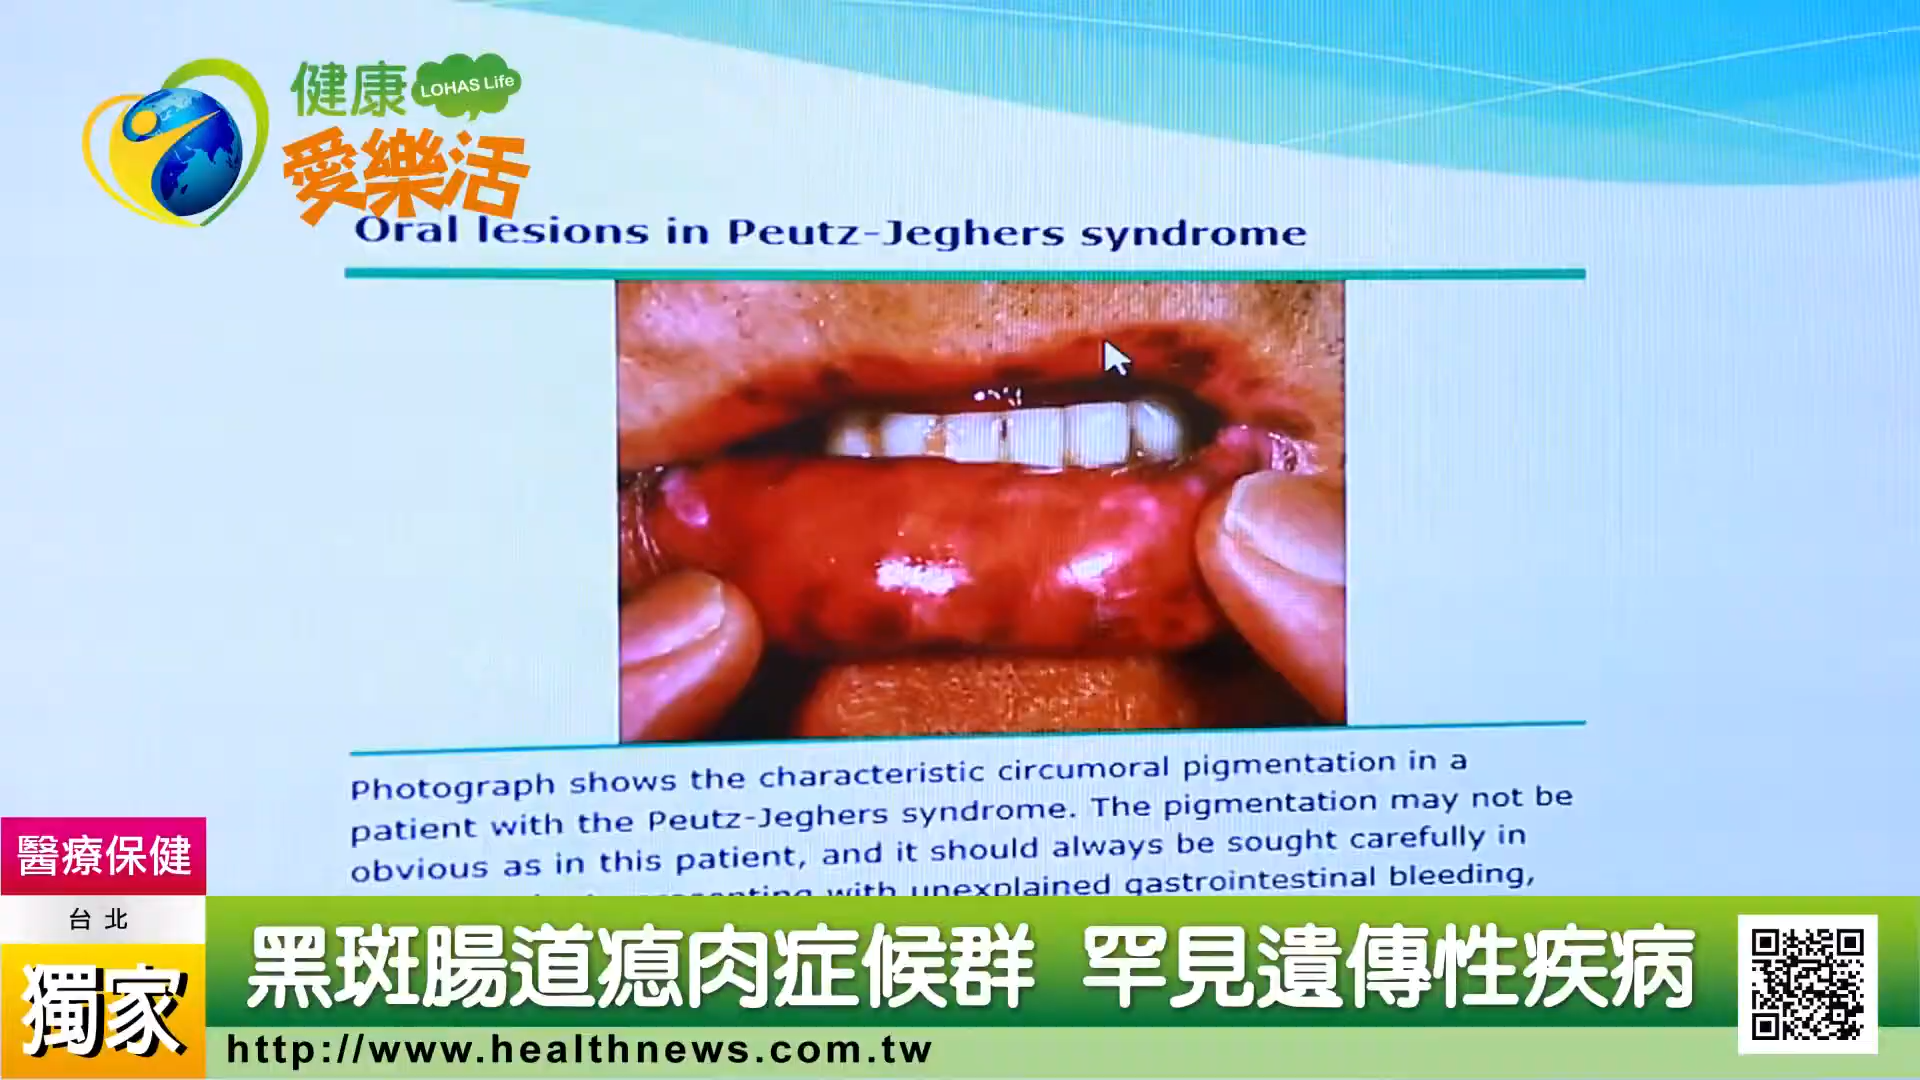 健康
LOHAS Life
愛樂活
Oral lesions in Peutz-Jeghers syndrome
Photograph shows the characteristic circumoral pigmentation in a
patient with the Peutz-Jeghers syndrome. The pigmentation may not be
obvious as in this patient, and it should always be sought carefully in
presenting with unexplained gastrointestinal bleeding,
醫療保健
台北
獨家
黑斑腸道瘜肉症候群 罕見遺傳性疾病
http://www.healthnews.com.tw